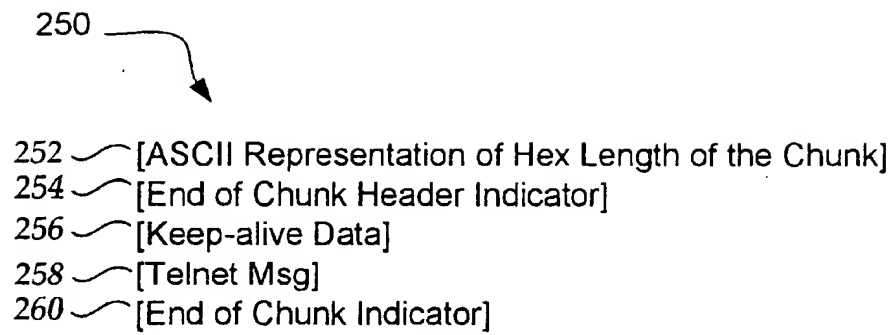 250
252 [ASCII Representation of Hex Length of the Chunk]
254 [End of Chunk Header Indicator]
256 [Keep-alive Data]
258 [Telnet Msg]
260 [End of Chunk Indicator]